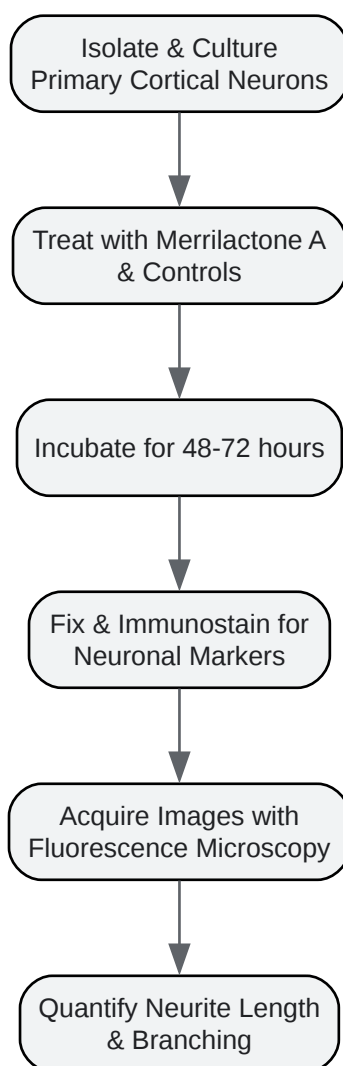 Isolate & Culture
Primary Cortical Neurons
Treat with Merrilactone A
& Controls
Incubate for 48-72 hours
Fix & Immunostain for
Neuronal Markers
Acquire Images with
Fluorescence Microscopy
Quantify Neurite Length
& Branching